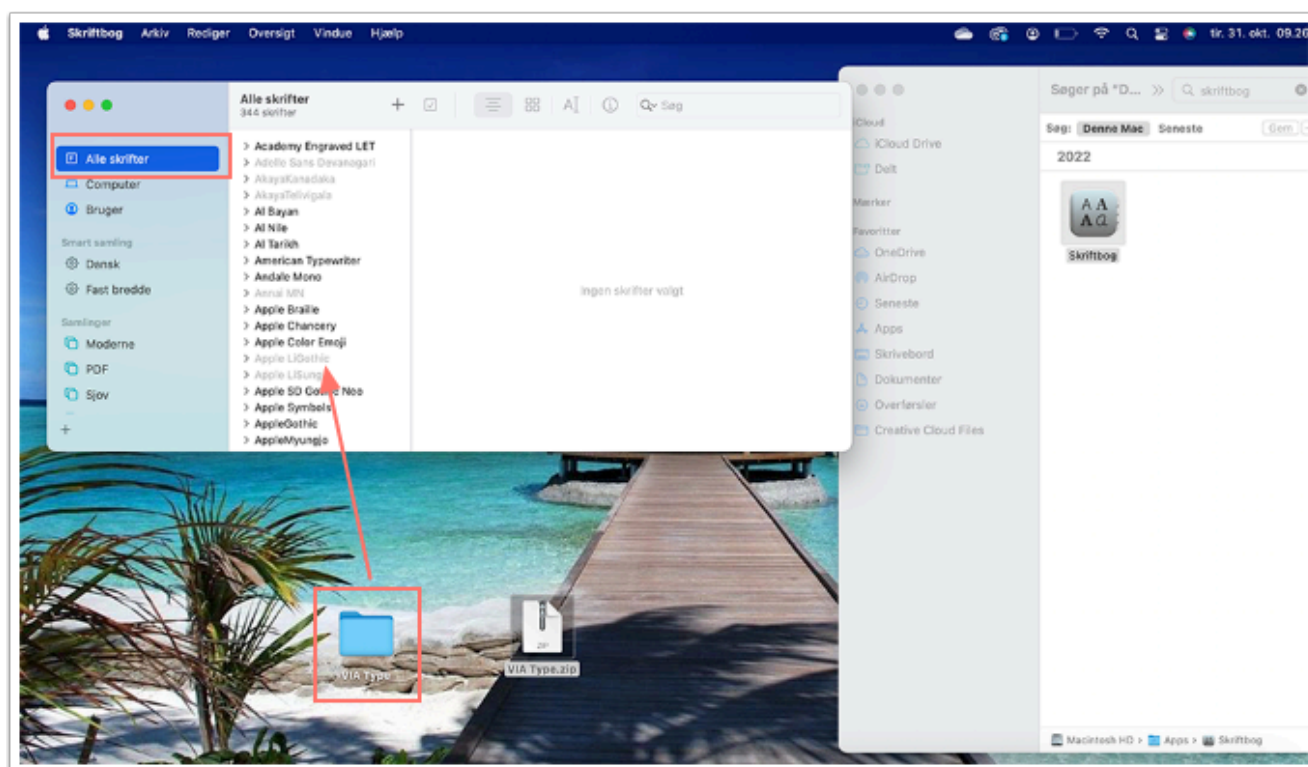 Skriftbog Arkiv Rediger Oversigt Vindue Hjælp
tir. 31. okt. 09.26
Alle skrifter
344 skrifter
Søg
Alle skrifter
Computer
Bruger
Smart samling
Dansk
Fast bredde
Samlinger
Moderne
PDF
Sjov
Academy Engraved LET
Adelle Sans Devanagari
AkayaKanadaka
AkayaTelivigala
Al Bayan
Al Nile
Al Tarikh
American Typewriter
Andale Mono
Annai MN
Apple Braille
Apple Chancery
Apple Color Emoji
Apple LiGothic
Apple LiSung
Apple SD Gothic Neo
Apple Symbols
AppleGothic
AppleMyungjo
Ingen skrifter valgt
Søger på "D... skriftbog
Søg: Denne Mac Seneste Gem
2022
Skriftbog
iCloud
iCloud Drive
Delt
Mærker
Favoritter
OneDrive
AirDrop
Seneste
Apps
Skrivebord
Dokumenter
Overførsler
Creative Cloud Files
Macintosh HD › Apps › Skriftbog
VIA Type
ZIP
VIA Type.zip